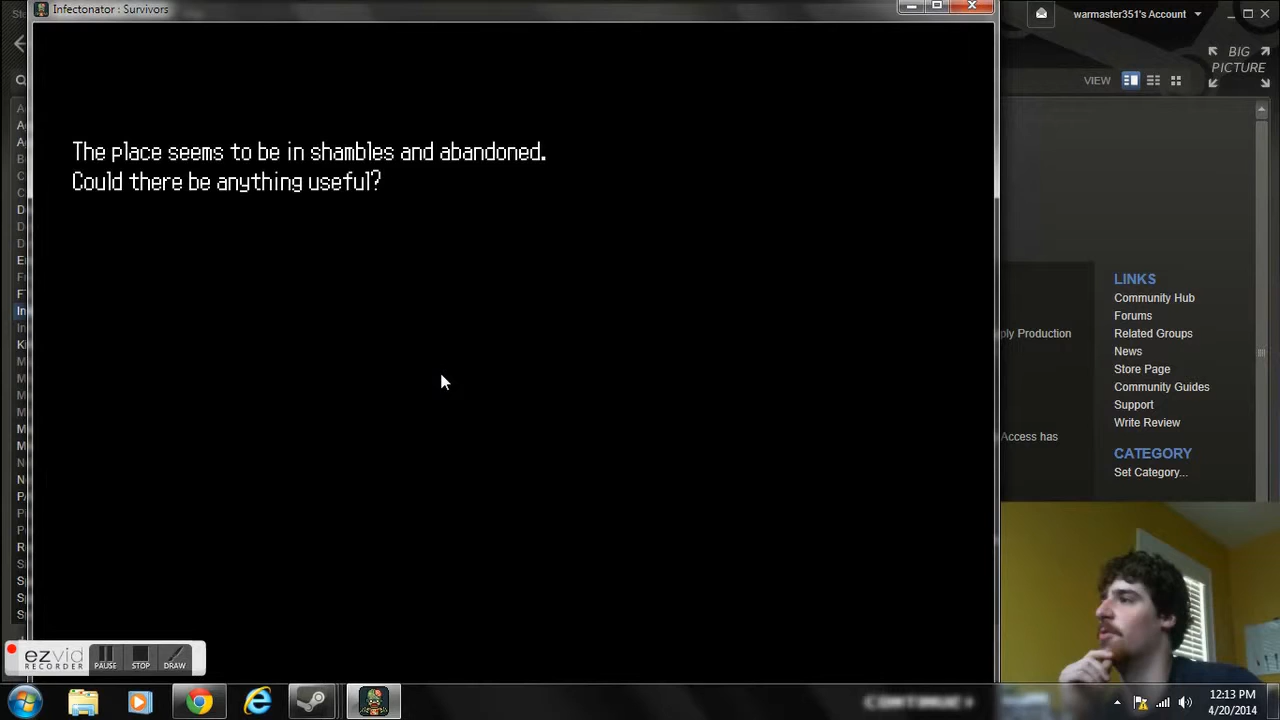 Infectonator : Survivors
warmaster351's Account
BIG
PICTURE
VIEW
The place seems to be in shambles and abandoned.
Could there be anything useful?
LINKS
Community Hub
Forums
Related Groups
News
Store Page
Community Guides
Support
Write Review
CATEGORY
Set Category...
ply Production
Access has
ezvid
RECORDER
PAUSE
STOP
DRAW
CONTINUE
12:13 PM
4/20/2014